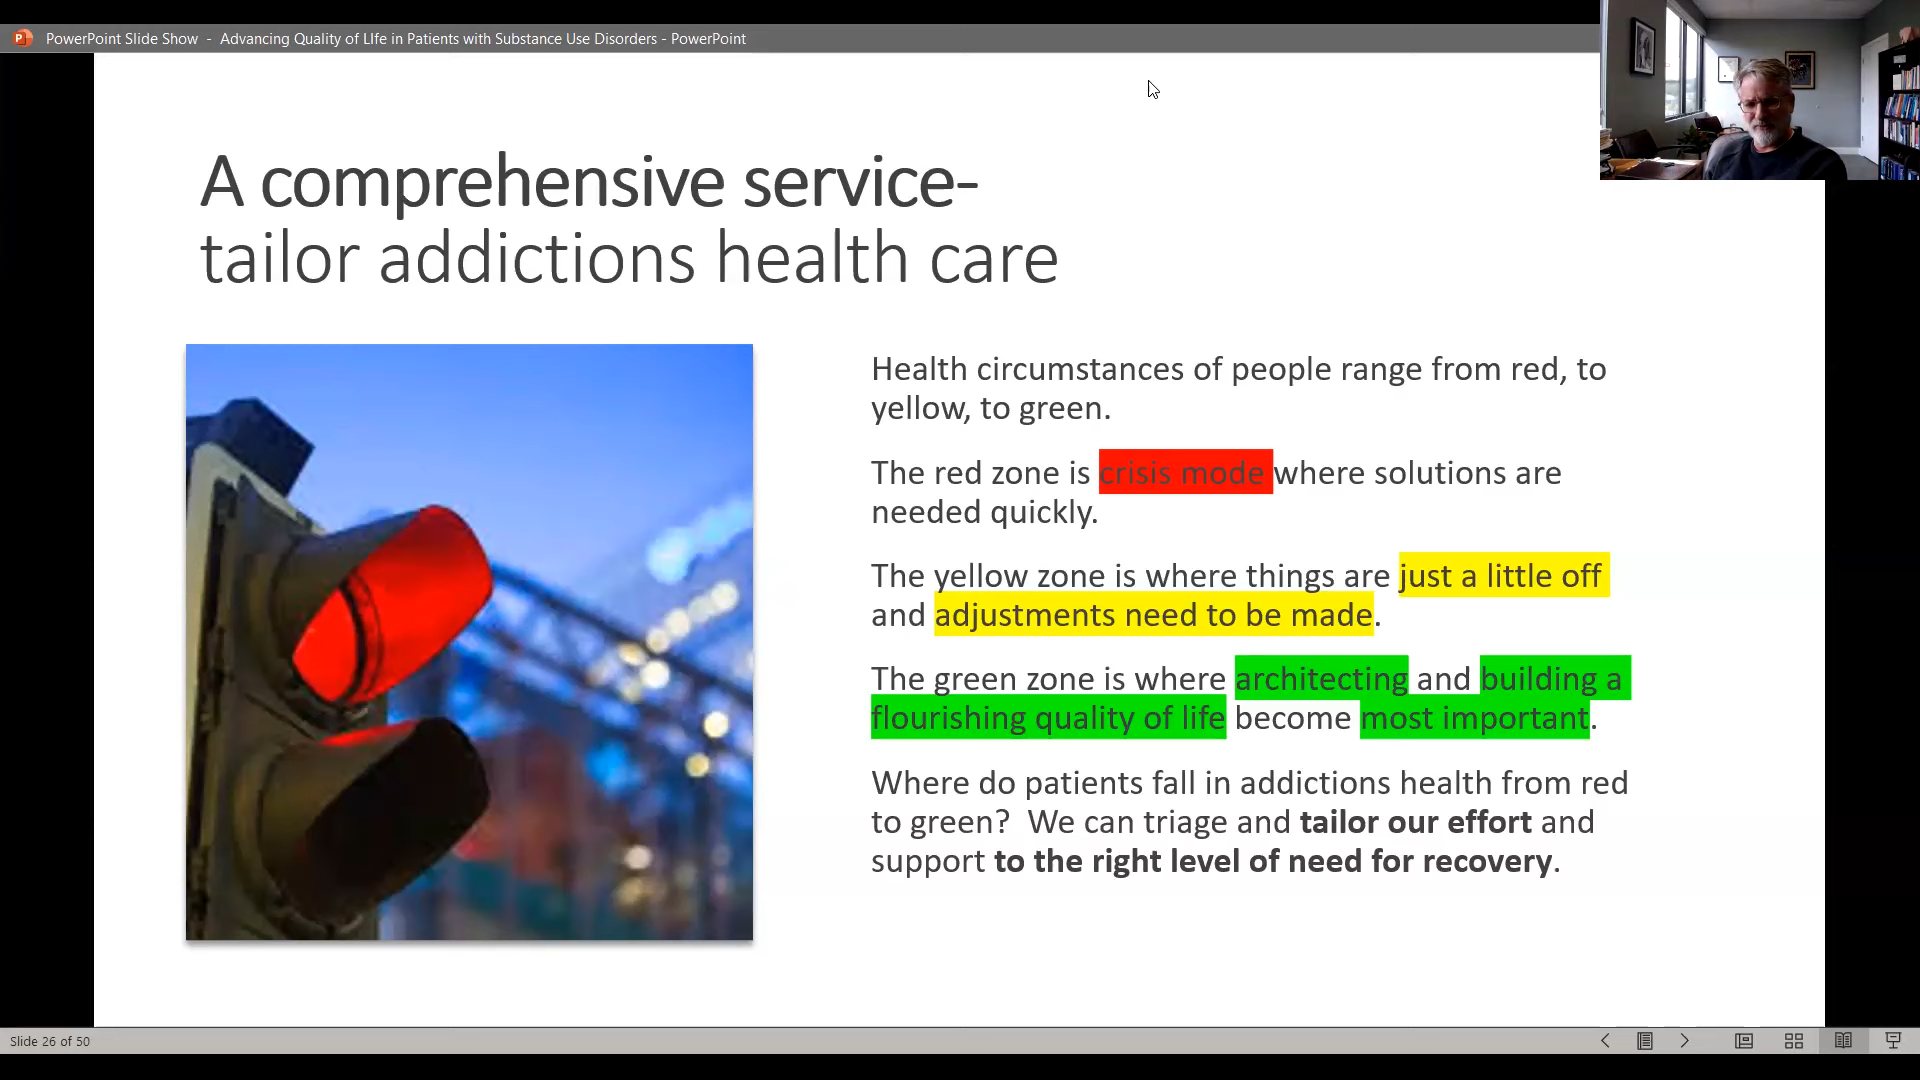 PowerPoint Slide Show - Advancing Quality of LIfe in Patients with Substance Use Disorders - PowerPoint
A comprehensive service-
tailor addictions health care
Health circumstances of people range from red, to
yellow, to green.
The red zone is crisis mode where solutions are
needed quickly.
The yellow zone is where things are just a little off
and adjustments need to be made.
The green zone is where architecting and building a
flourishing quality of life become most important.
Where do patients fall in addictions health from red
to green? We can triage and tailor our effort and
support to the right level of need for recovery.
Slide 26 of 50